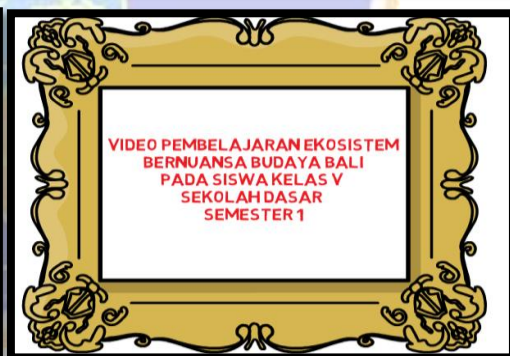 VIDEO PEMBELAJARAN EKOSISTEM
BERNUANSA BUDAYA BALI
PADA SISWA KELAS V
SEKOLAH DASAR
SEMESTER 1